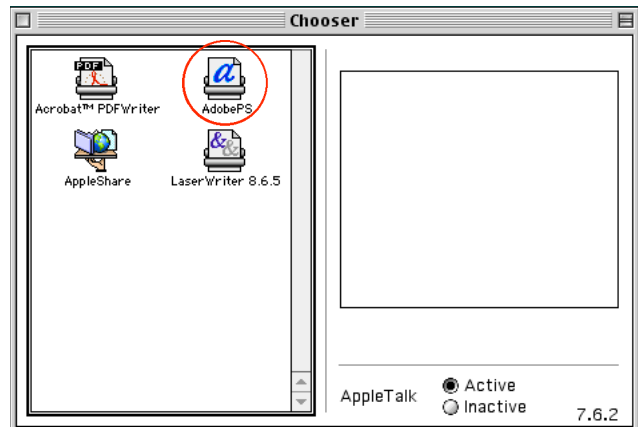 Chooser
PDF
Acrobat™ PDFWriter
a
AdobePS
AppleShare
&&
LaserWriter 8.6.5
AppleTalk
Active
Inactive
7.6.2